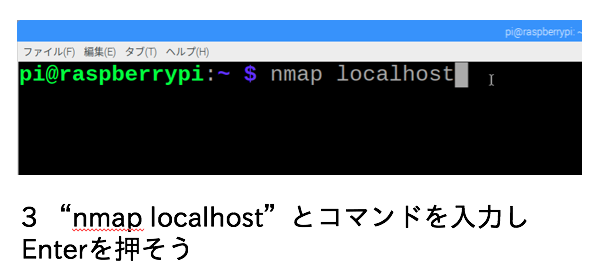 pi@raspberrypi: ~
ファイル(F) 編集(E) タブ(T) ヘルプ(H)
pi@raspberrypi:~ $ nmap localhost
3 “nmap localhost”とコマンドを入力し
Enterを押そう